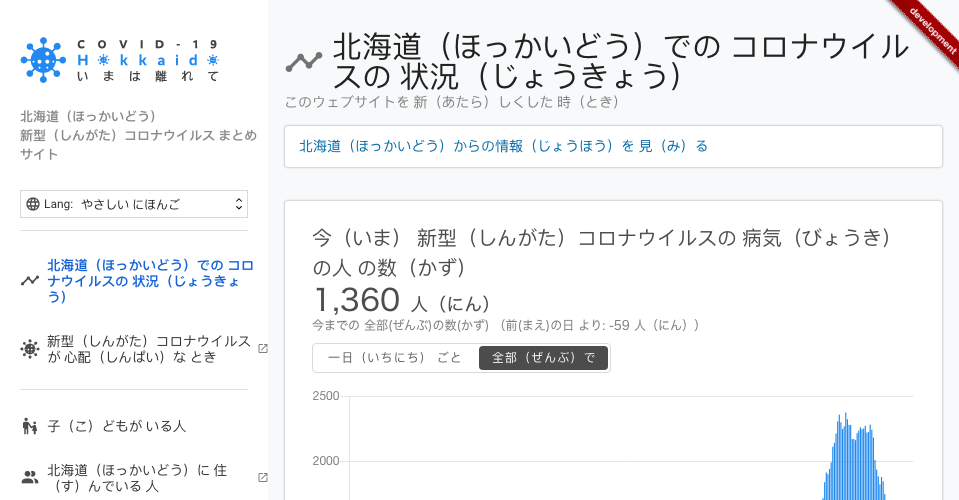 COVID-19
Hokkaido
いまは離れて
北海道（ほっかいどう）
新型（しんがた）コロナウイルス まとめ
サイト
Lang: やさしい にほんご
北海道（ほっかいどう）での コロ
ナウイルスの 状況（じょうきょ
う）
新型（しんがた）コロナウイルス
が 心配（しんぱい）な とき
子（こ）どもが いる人
北海道（ほっかいどう）に 住
（す）んでいる 人
development
北海道（ほっかいどう）での コロナウイル
スの 状況（じょうきょう）
このウェブサイトを 新（あたら）しくした 時（とき）
北海道（ほっかいどう）からの情報（じょうほう）を 見（み）る
今（いま） 新型（しんがた）コロナウイルスの 病気（びょうき）
の人 の数（かず）
1,360 人（にん）
今までの 全部(ぜんぶ)の数(かず) （前(まえ)の日 より: -59 人（にん））
一日（いちにち） ごと
全部（ぜんぶ）で
2500
2000